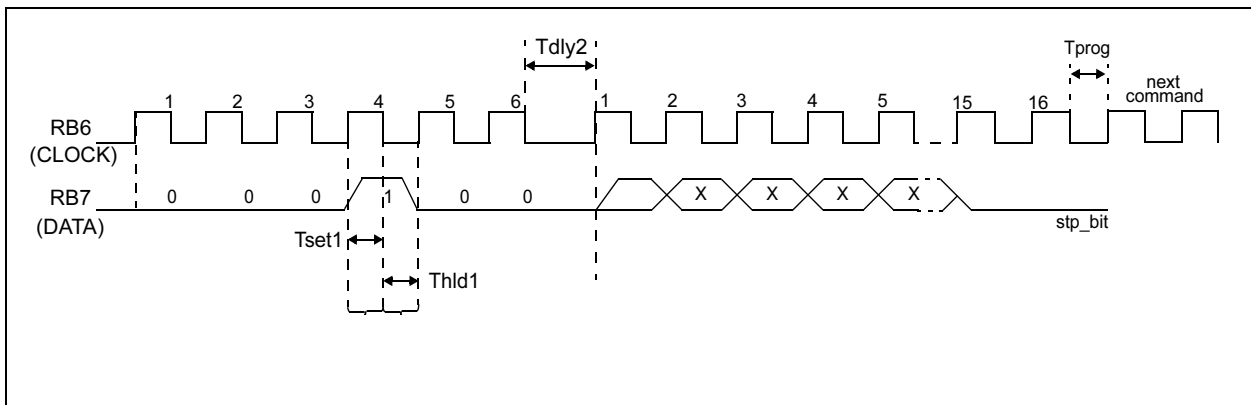 Tdly2
Tprog
next
command
1 2 3 4 5 6 1 2 3 4 5 15 16
RB6
(CLOCK)
RB7
(DATA)
0 0 0 1 0 0 X X X X
stp_bit
Tset1
Thld1